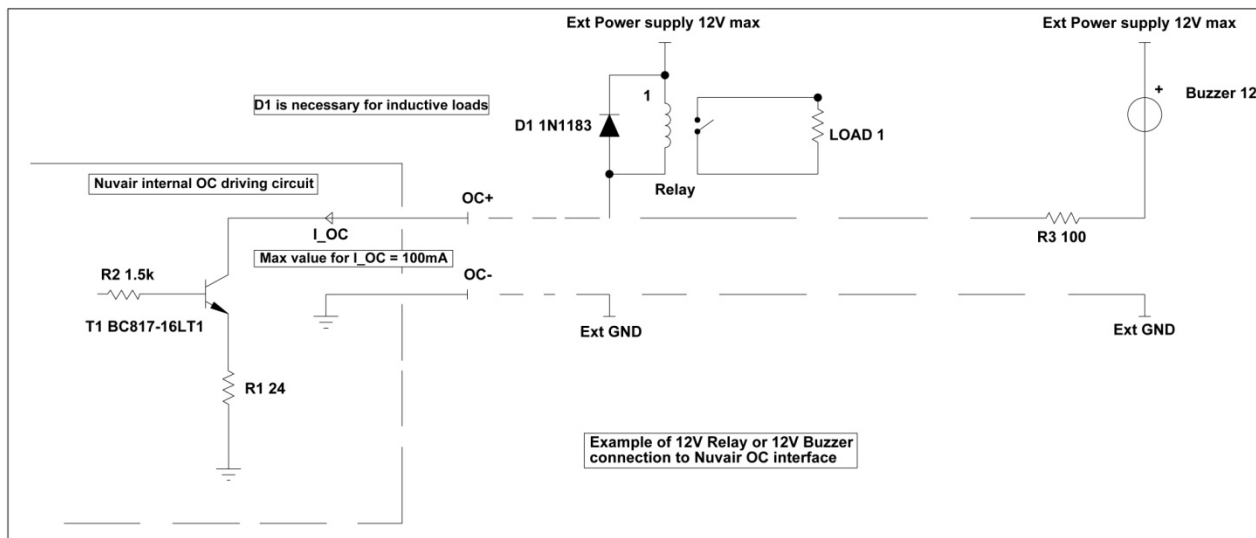 Ext Power supply 12V max
Ext Power supply 12V max
D1 is necessary for inductive loads
1
+
Buzzer 12
D1 1N1183
LOAD 1
Relay
Nuvair internal OC driving circuit
OC+
I_OC
R3 100
Max value for I_OC = 100mA
R2 1.5k
OC-
T1 BC817-16LT1
Ext GND
Ext GND
R1 24
Example of 12V Relay or 12V Buzzer
connection to Nuvair OC interface